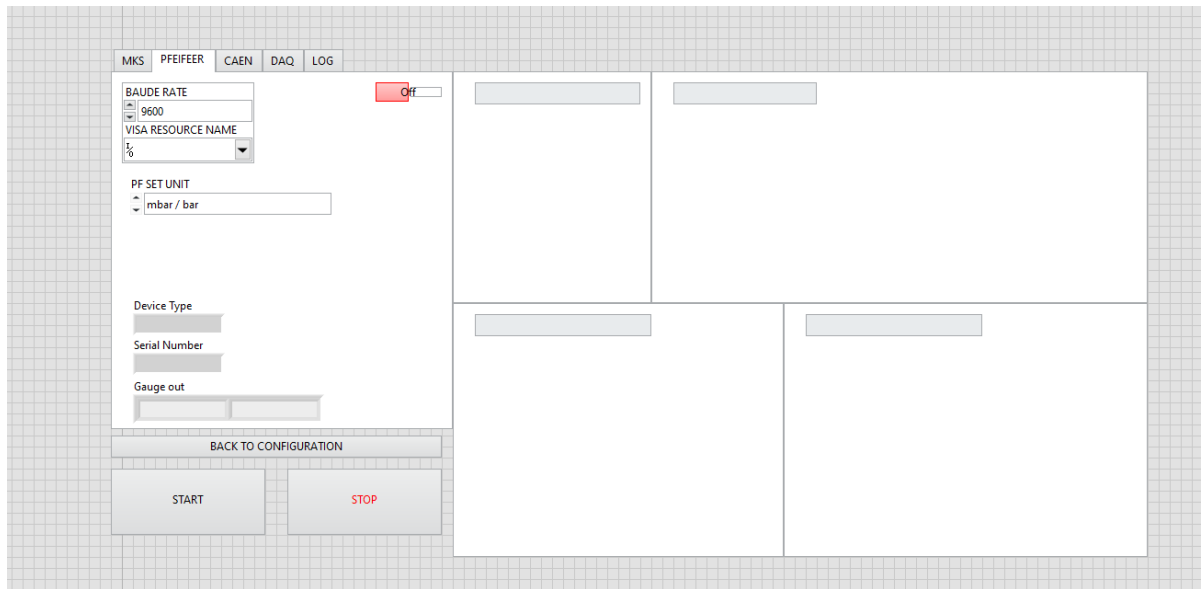 MKS PFEIFEER CAEN DAQ LOG
BAUDE RATE
Off
9600
VISA RESOURCE NAME
I/O
PF SET UNIT
mbar / bar
Device Type
Serial Number
Gauge out
BACK TO CONFIGURATION
START STOP